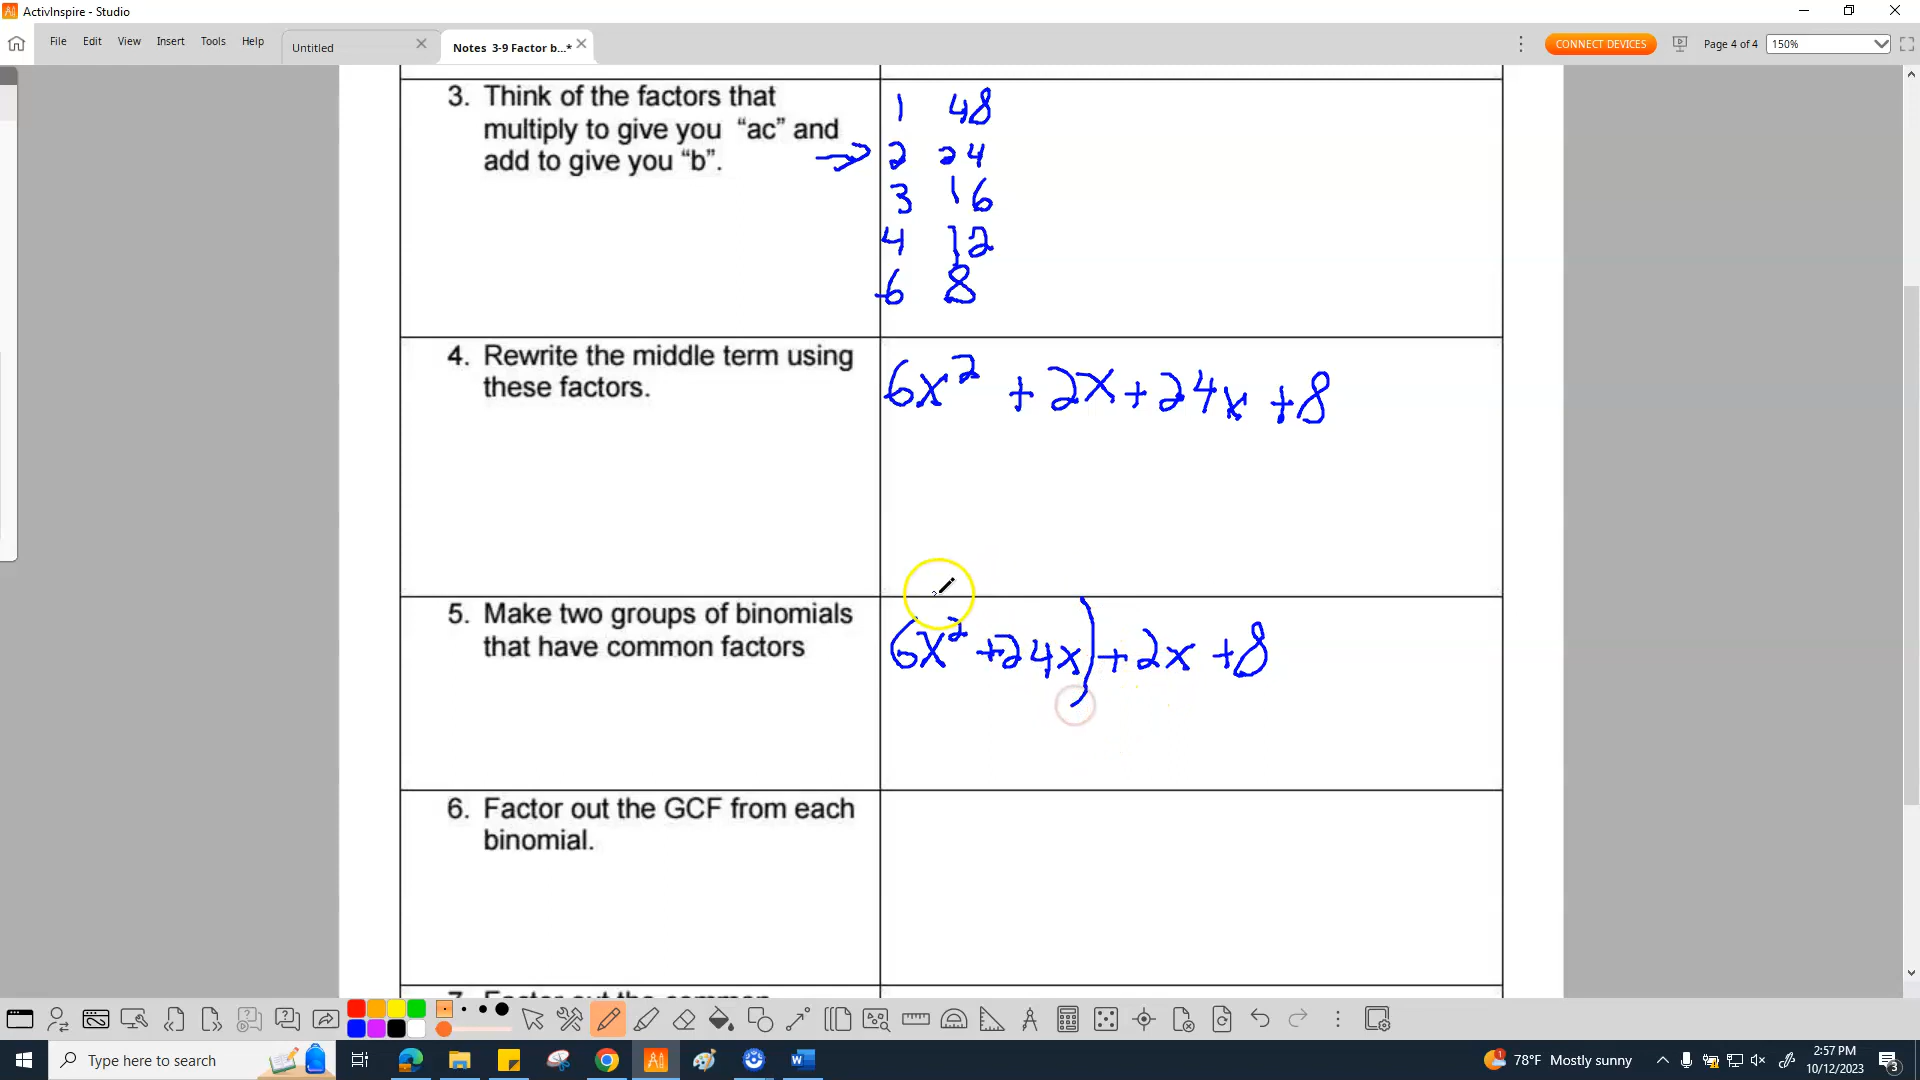 ActivInspire - Studio
File Edit View Insert Tools Help
Untitled
Notes 3-9 Factor b...*
CONNECT DEVICES
Page 4 of 4
150%
3. Think of the factors that
multiply to give you “ac” and
add to give you “b”.
1 48
2 24
3 16
4 12
6 8
4. Rewrite the middle term using
these factors.
6x² + 2x + 24x + 8
5. Make two groups of binomials
that have common factors
6x² + 24x) + 2x + 8
6. Factor out the GCF from each
binomial.
Type here to search
78°F Mostly sunny
2:57 PM
10/12/2023
3